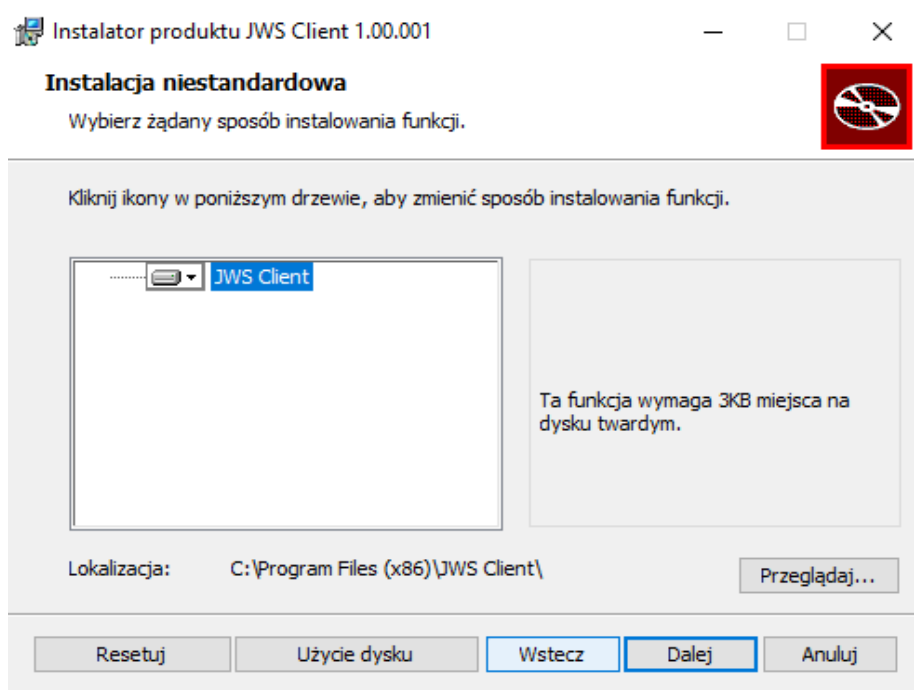 Instalator produktu JWS Client 1.00.001
Instalacja niestandardowa
Wybierz żądany sposób instalowania funkcji.
Kliknij ikony w poniższym drzewie, aby zmienić sposób instalowania funkcji.
JWS Client
Ta funkcja wymaga 3KB miejsca na
dysku twardym.
Lokalizacja: C:\Program Files (x86)\JWS Client\
Przeglądaj...
Resetuj Użycie dysku Wstecz Dalej Anuluj